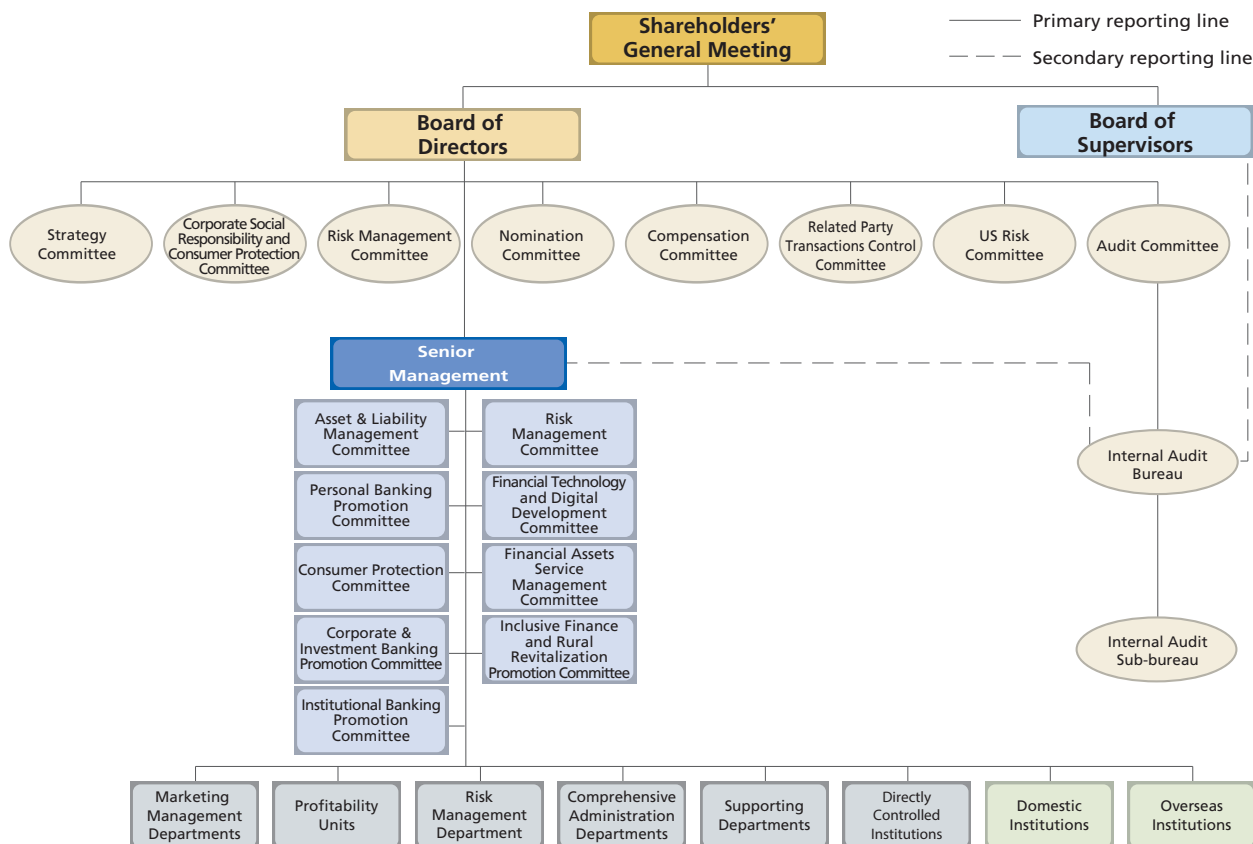 Shareholders'
General Meeting
Primary reporting line
Secondary reporting line
Board of
Directors
Board of
Supervisors
Strategy
Committee
Corporate Social
Responsibility and
Consumer Protection
Committee
Risk Management
Committee
Nomination
Committee
Compensation
Committee
Related Party
Transactions Control
Committee
US Risk
Committee
Audit Committee
Senior
Management
Asset & Liability
Management
Committee
Risk
Management
Committee
Personal Banking
Promotion
Committee
Financial Technology
and Digital
Development
Committee
Consumer Protection
Committee
Financial Assets
Service
Management
Committee
Corporate &
Investment Banking
Promotion Committee
Inclusive Finance
and Rural
Revitalization
Promotion Committee
Institutional Banking
Promotion
Committee
Internal Audit
Bureau
Internal Audit
Sub-bureau
Marketing
Management
Departments
Profitability
Units
Risk
Management
Department
Comprehensive
Administration
Departments
Supporting
Departments
Directly
Controlled
Institutions
Domestic
Institutions
Overseas
Institutions